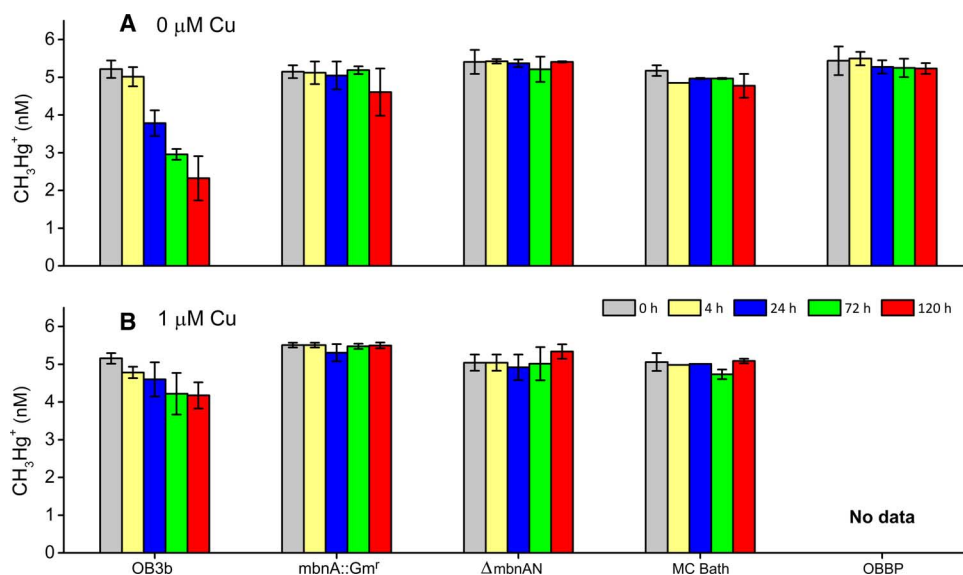 A 0 μM Cu
CH₃Hg⁺ (nM)
6
5
4
3
2
1
0
B 1 μM Cu
0 h 4 h 24 h 72 h 120 h
CH₃Hg⁺ (nM)
6
5
4
3
2
1
0
No data
OB3b mbnA::Gmʳ ΔmbnAN MC Bath OBBP